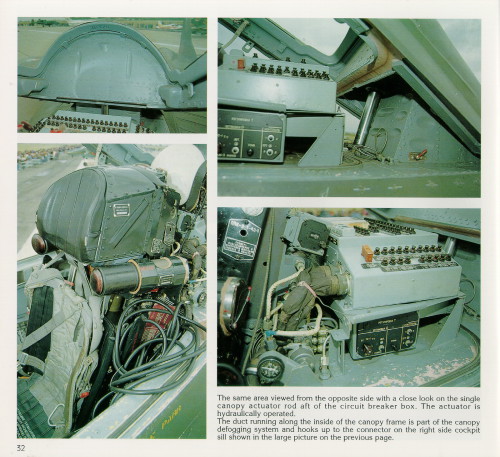 The same area viewed from the opposite side with a close look on the single
canopy actuator rod aft of the circuit breaker box. The actuator is
hydraulically operated.
The duct running along the inside of the canopy frame is part of the canopy
defogging system and hooks up to the connector on the right side cockpit
sill shown in the large picture on the previous page.
32